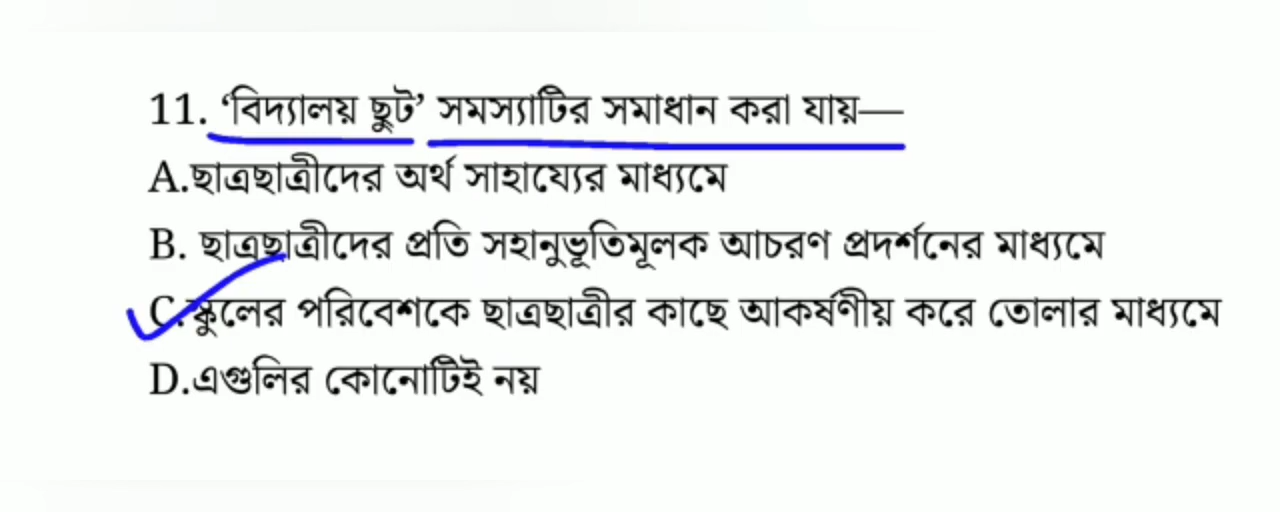 11. ‘বিদ্যালয় ছুট’ সমস্যাটির সমাধান করা যায়—
A.ছাত্রছাত্রীদের অর্থ সাহায্যের মাধ্যমে
B. ছাত্রছাত্রীদের প্রতি সহানুভূতিমূলক আচরণ প্রদর্শনের মাধ্যমে
C.স্কুলের পরিবেশকে ছাত্রছাত্রীর কাছে আকর্ষণীয় করে তোলার মাধ্যমে
D.এগুলির কোনোটিই নয়